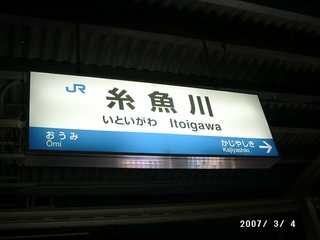 JR 糸魚川
いといがわ Itoigawa
おうみ かじやしき
Omi Kajiyashiki
2007/ 3/ 4